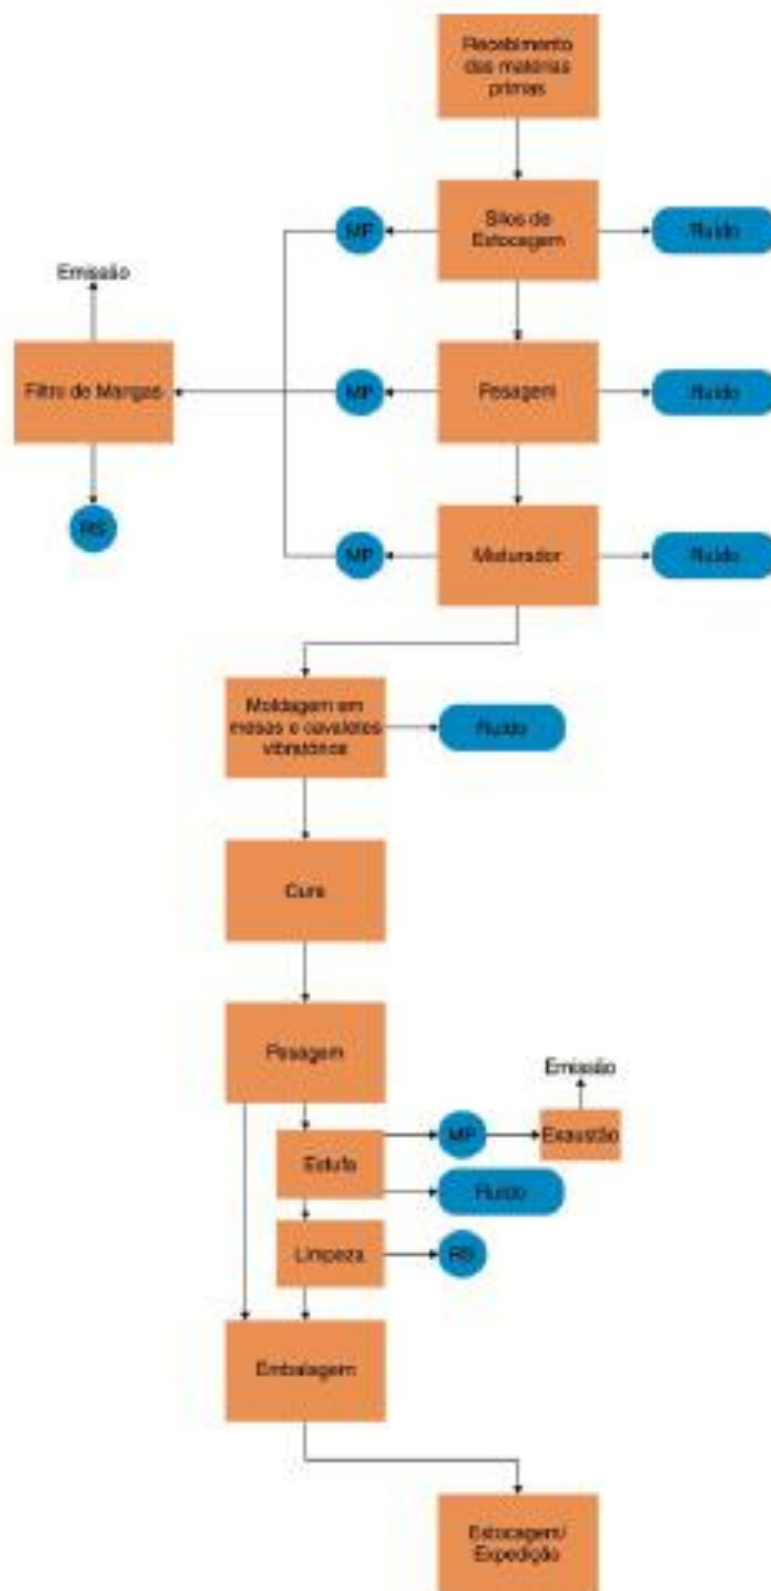 Recebimento
das matérias
primas
MP
Silos de
Estocagem
Ruído
Emissão
Filtro de Mangas
MP
Pesagem
Ruído
RS
MP
Misturador
Ruído
Moldagem em
mesas e cavaletes
vibratórios
Ruído
Cura
Pesagem
Emissão
Estufa
MP
Exaustão
Ruído
Limpeza
RS
Embalagem
Estocagem/
Expedição